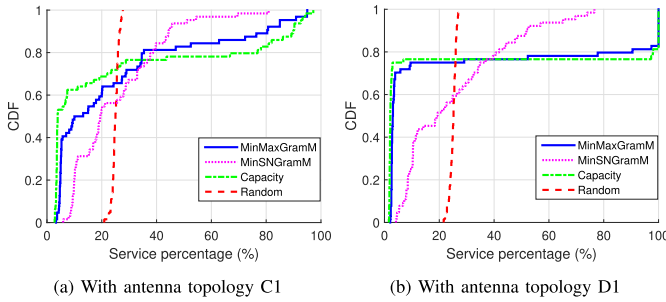 1
0.8
0.6
0.4
0.2
0
CDF
0 20 40 60 80 100
Service percentage (%)
MinMaxGramM
MinSNGramM
Capacity
Random
(a) With antenna topology C1
1
0.8
0.6
0.4
0.2
0
CDF
0 20 40 60 80 100
Service percentage (%)
MinMaxGramM
MinSNGramM
Capacity
Random
(b) With antenna topology D1